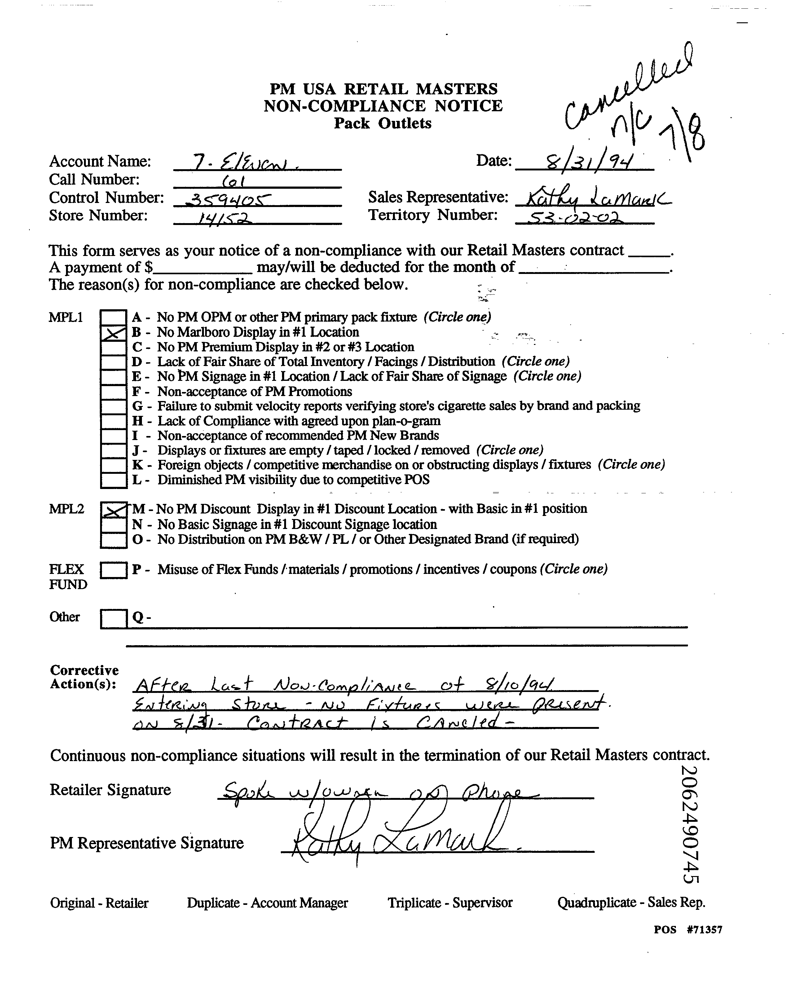 Cancelled
n/c
7/8
PM USA RETAIL MASTERS
NON-COMPLIANCE NOTICE
Pack Outlets
Account Name: 7-Eleven. Date: 8/31/94
Call Number: 101
Control Number: 359405 Sales Representative: Kathy LaMark
Store Number: 14152 Territory Number: 53-02-02
This form serves as your notice of a non-compliance with our Retail Masters contract _____.
A payment of $____________ may/will be deducted for the month of __________________.
The reason(s) for non-compliance are checked below.
MPL1 A - No PM OPM or other PM primary pack fixture (Circle one)
B - No Marlboro Display in #1 Location
C - No PM Premium Display in #2 or #3 Location
D - Lack of Fair Share of Total Inventory / Facings / Distribution (Circle one)
E - No PM Signage in #1 Location / Lack of Fair Share of Signage (Circle one)
F - Non-acceptance of PM Promotions
G - Failure to submit velocity reports verifying store's cigarette sales by brand and packing
H - Lack of Compliance with agreed upon plan-o-gram
I - Non-acceptance of recommended PM New Brands
J - Displays or fixtures are empty / taped / locked / removed (Circle one)
K - Foreign objects / competitive merchandise on or obstructing displays / fixtures (Circle one)
L - Diminished PM visibility due to competitive POS
MPL2 M - No PM Discount Display in #1 Discount Location - with Basic in #1 position
N - No Basic Signage in #1 Discount Signage location
O - No Distribution on PM B&W / PL / or Other Designated Brand (if required)
FLEX P - Misuse of Flex Funds / materials / promotions / incentives / coupons (Circle one)
FUND
Other Q -
Corrective
Action(s): After Last Non-Compliance of 8/10/94
Entering Store - No Fixtures were present.
on 8/31- Contract is Canceled-
Continuous non-compliance situations will result in the termination of our Retail Masters contract.
Retailer Signature Spoke w/owner on Phone
PM Representative Signature Kathy LaMark.
2062490745
Original - Retailer Duplicate - Account Manager Triplicate - Supervisor Quadruplicate - Sales Rep.
POS #71357